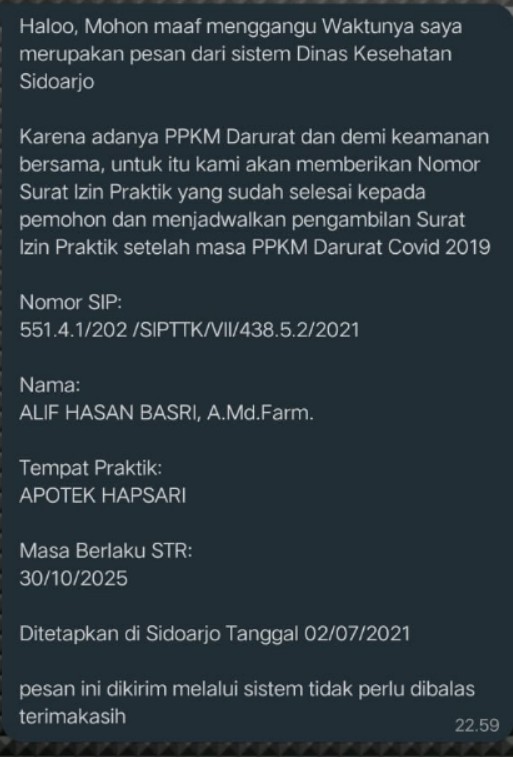 Haloo, Mohon maaf menggangu Waktunya saya
merupakan pesan dari sistem Dinas Kesehatan
Sidoarjo
Karena adanya PPKM Darurat dan demi keamanan
bersama, untuk itu kami akan memberikan Nomor
Surat Izin Praktik yang sudah selesai kepada
pemohon dan menjadwalkan pengambilan Surat
Izin Praktik setelah masa PPKM Darurat Covid 2019
Nomor SIP:
551.4.1/202 /SIPTTK/VII/438.5.2/2021
Nama:
ALIF HASAN BASRI, A.Md.Farm.
Tempat Praktik:
APOTEK HAPSARI
Masa Berlaku STR:
30/10/2025
Ditetapkan di Sidoarjo Tanggal 02/07/2021
pesan ini dikirim melalui sistem tidak perlu dibalas
terimakasih
22.59